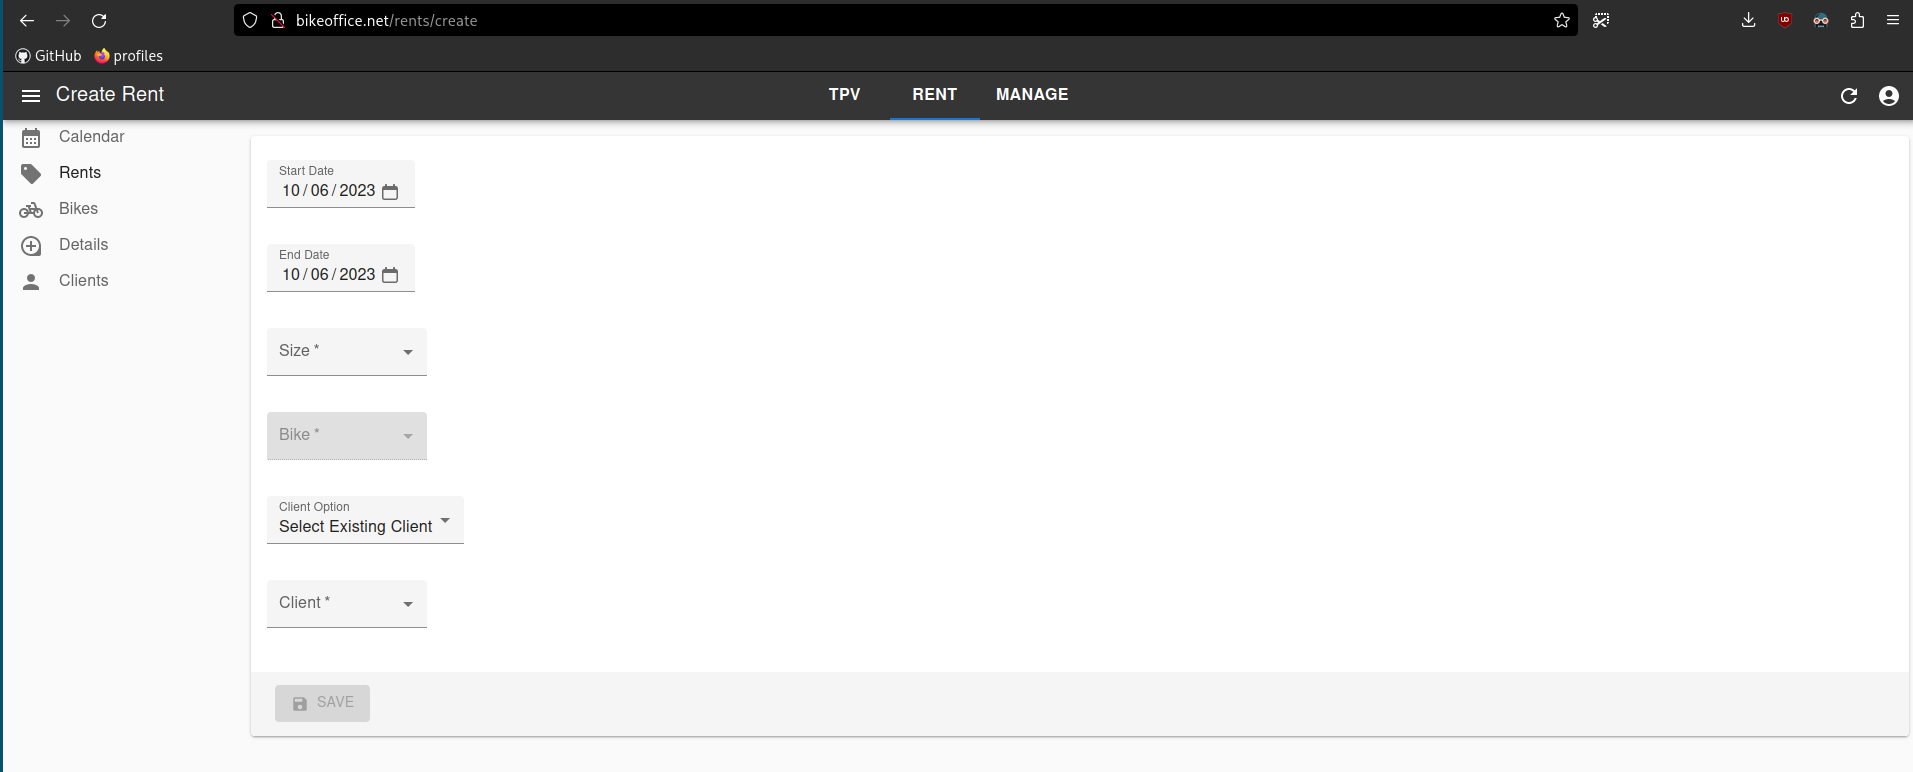 bikeoffice.net/rents/create
GitHub profiles
Create Rent TPV RENT MANAGE
Calendar
Rents
Bikes
Details
Clients
Start Date
10/06/2023
End Date
10/06/2023
Size *
Bike *
Client Option
Select Existing Client
Client *
SAVE